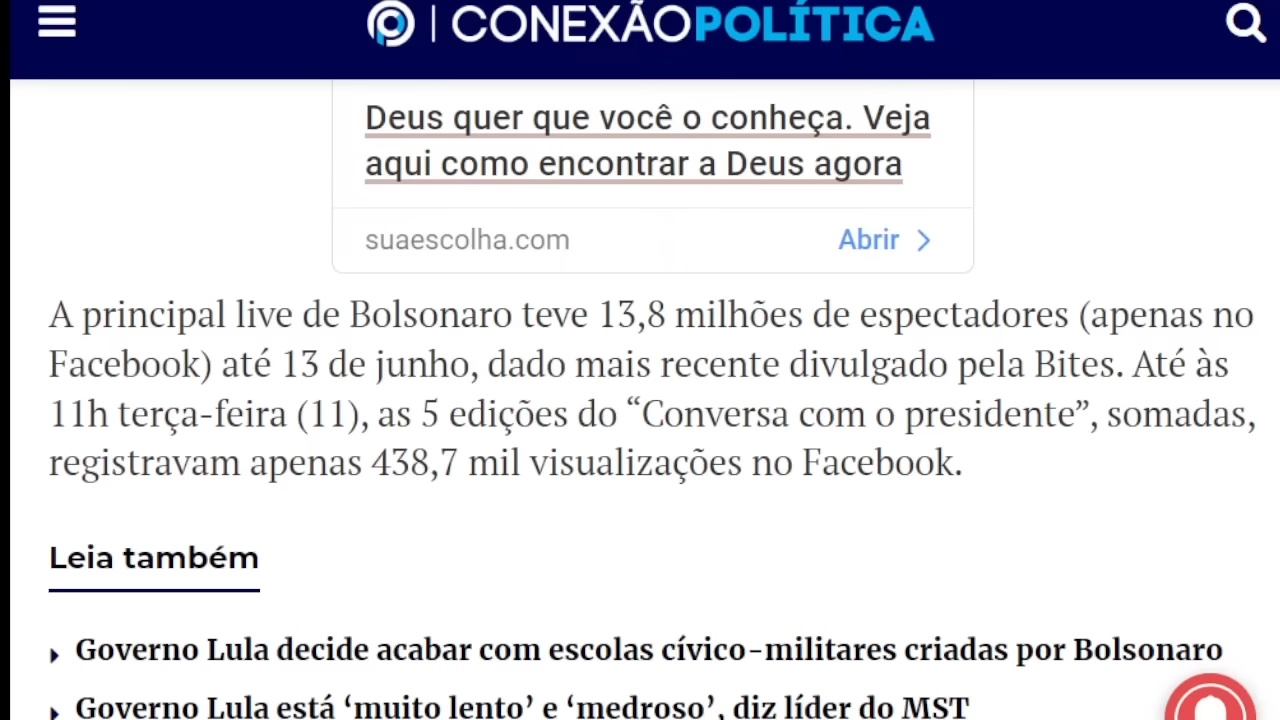 CONEXÃOPOLÍTICA
Deus quer que você o conheça. Veja
aqui como encontrar a Deus agora
suaescolha.com Abrir
A principal live de Bolsonaro teve 13,8 milhões de espectadores (apenas no
Facebook) até 13 de junho, dado mais recente divulgado pela Bites. Até às
11h terça-feira (11), as 5 edições do “Conversa com o presidente”, somadas,
registravam apenas 438,7 mil visualizações no Facebook.
Leia também
Governo Lula decide acabar com escolas cívico-militares criadas por Bolsonaro
Governo Lula está ‘muito lento’ e ‘medroso’, diz líder do MST